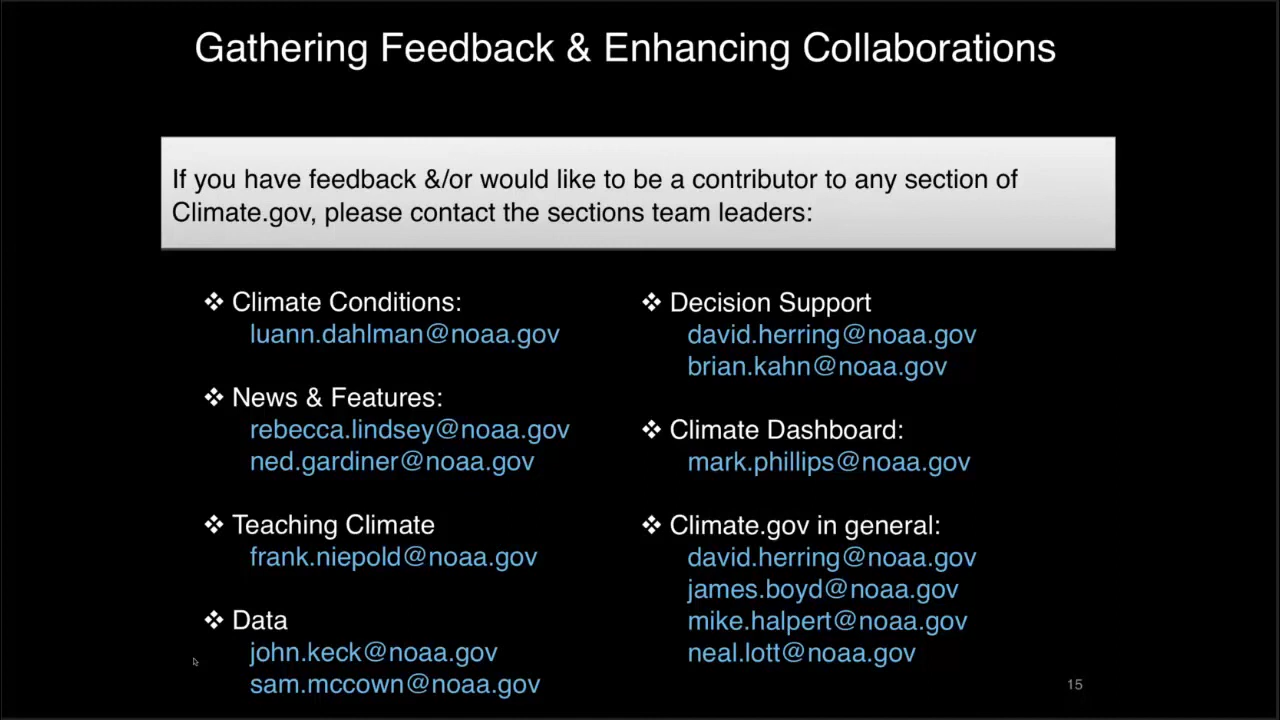 Gathering Feedback & Enhancing Collaborations
If you have feedback &/or would like to be a contributor to any section of
Climate.gov, please contact the sections team leaders:
❖ Climate Conditions:
luann.dahlman@noaa.gov
❖ News & Features:
rebecca.lindsey@noaa.gov
ned.gardiner@noaa.gov
❖ Teaching Climate
frank.niepold@noaa.gov
❖ Data
john.keck@noaa.gov
sam.mccown@noaa.gov
❖ Decision Support
david.herring@noaa.gov
brian.kahn@noaa.gov
❖ Climate Dashboard:
mark.phillips@noaa.gov
❖ Climate.gov in general:
david.herring@noaa.gov
james.boyd@noaa.gov
mike.halpert@noaa.gov
neal.lott@noaa.gov
15